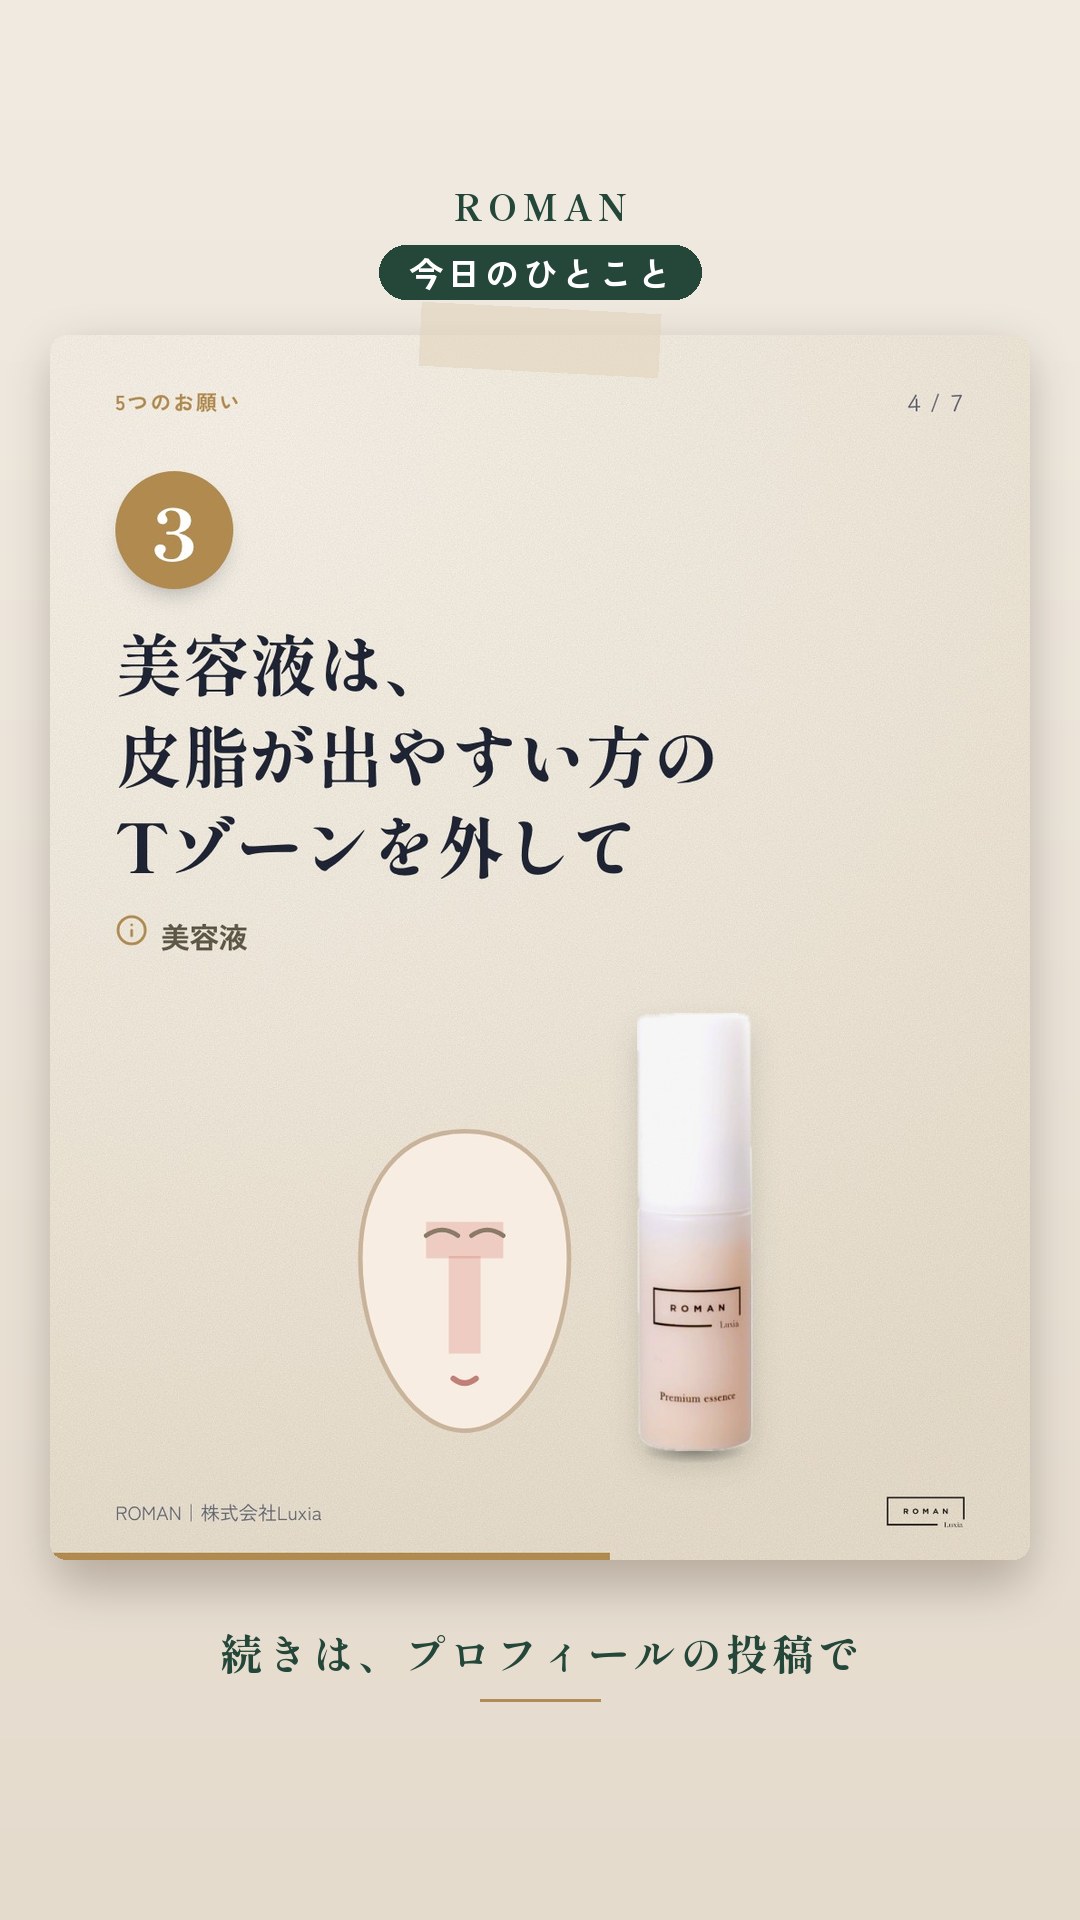 ROMAN
今日のひとこと
5つのお願い
4 / 7
3
美容液は、
皮脂が出やすい方の
Tゾーンを外して
美容液
ROMAN
Luxia
Premium essence
ROMAN｜株式会社Luxia
ROMAN
Luxia
続きは、プロフィールの投稿で